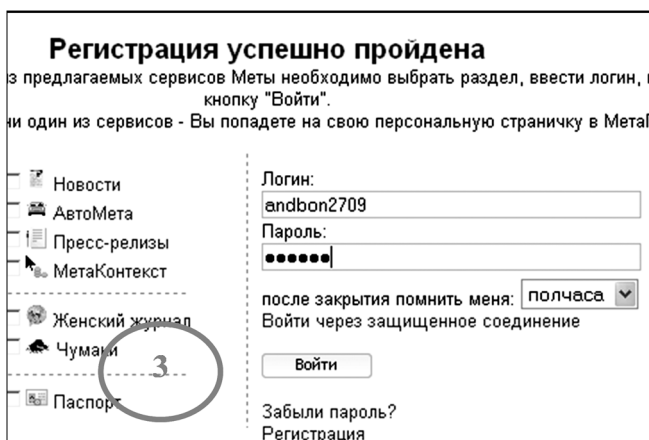 Регистрация успешно пройдена
з предлагаемых сервисов Меты необходимо выбрать раздел, ввести логин,
кнопку "Войти".
ни один из сервисов - Вы попадете на свою персональную страничку в Мета
Новости
АвтоМета
Пресс-релизы
МетаКонтекст
Женский журнал
Чумаки
Паспорт
3
Логин:
andbon2709
Пароль:
●●●●●●
после закрытия помнить меня: полчаса
Войти через защищенное соединение
Войти
Забыли пароль?
Регистрация